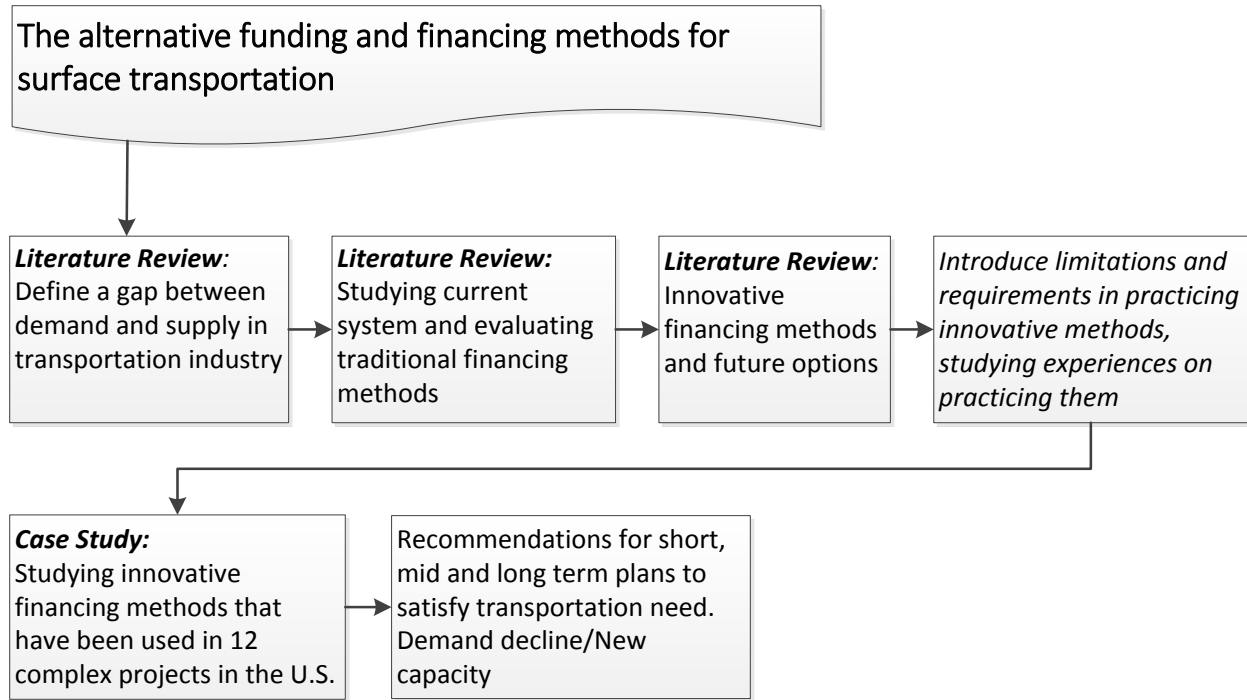 The alternative funding and financing methods for
surface transportation
Literature Review:
Define a gap between
demand and supply in
transportation industry
Literature Review:
Studying current
system and evaluating
traditional financing
methods
Literature Review:
Innovative
financing methods
and future options
Introduce limitations and
requirements in practicing
innovative methods,
studying experiences on
practicing them
Case Study:
Studying innovative
financing methods that
have been used in 12
complex projects in the U.S.
Recommendations for short,
mid and long term plans to
satisfy transportation need.
Demand decline/New
capacity